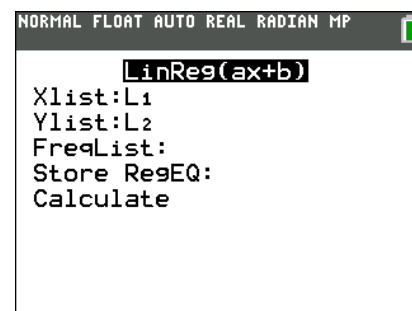 NORMAL FLOAT AUTO REAL RADIAN MP
LinReg(ax+b)
Xlist:L₁
Ylist:L₂
FreqList:
Store RegEQ:
Calculate